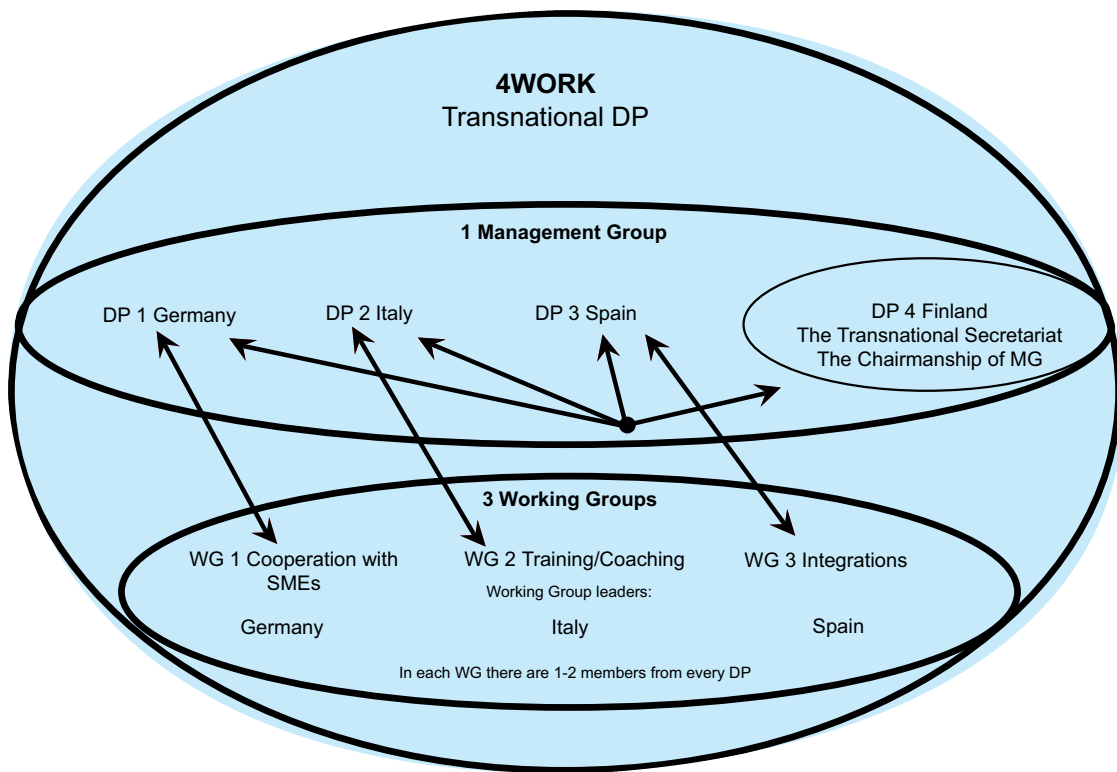 4WORK
Transnational DP
1 Management Group
DP 1 Germany
DP 2 Italy
DP 3 Spain
DP 4 Finland
The Transnational Secretariat
The Chairmanship of MG
3 Working Groups
WG 1 Cooperation with
SMEs
WG 2 Training/Coaching
WG 3 Integrations
Working Group leaders:
Germany
Italy
Spain
In each WG there are 1-2 members from every DP